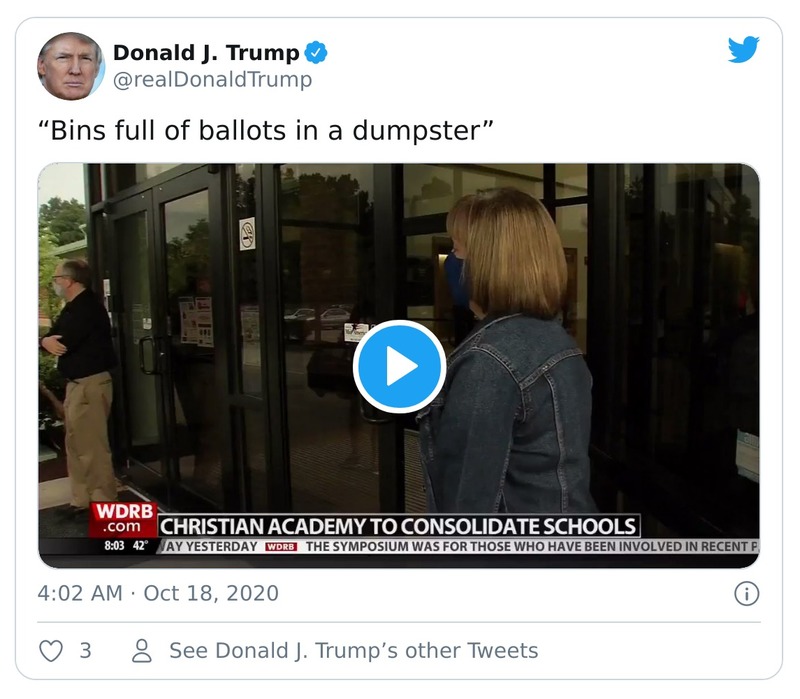 Donald J. Trump
@realDonaldTrump
“Bins full of ballots in a dumpster”
WDRB
.com
CHRISTIAN ACADEMY TO CONSOLIDATE SCHOOLS
8:03 42° /AY YESTERDAY WDRB THE SYMPOSIUM WAS FOR THOSE WHO HAVE BEEN INVOLVED IN RECENT P
4:02 AM · Oct 18, 2020
3 See Donald J. Trump’s other Tweets